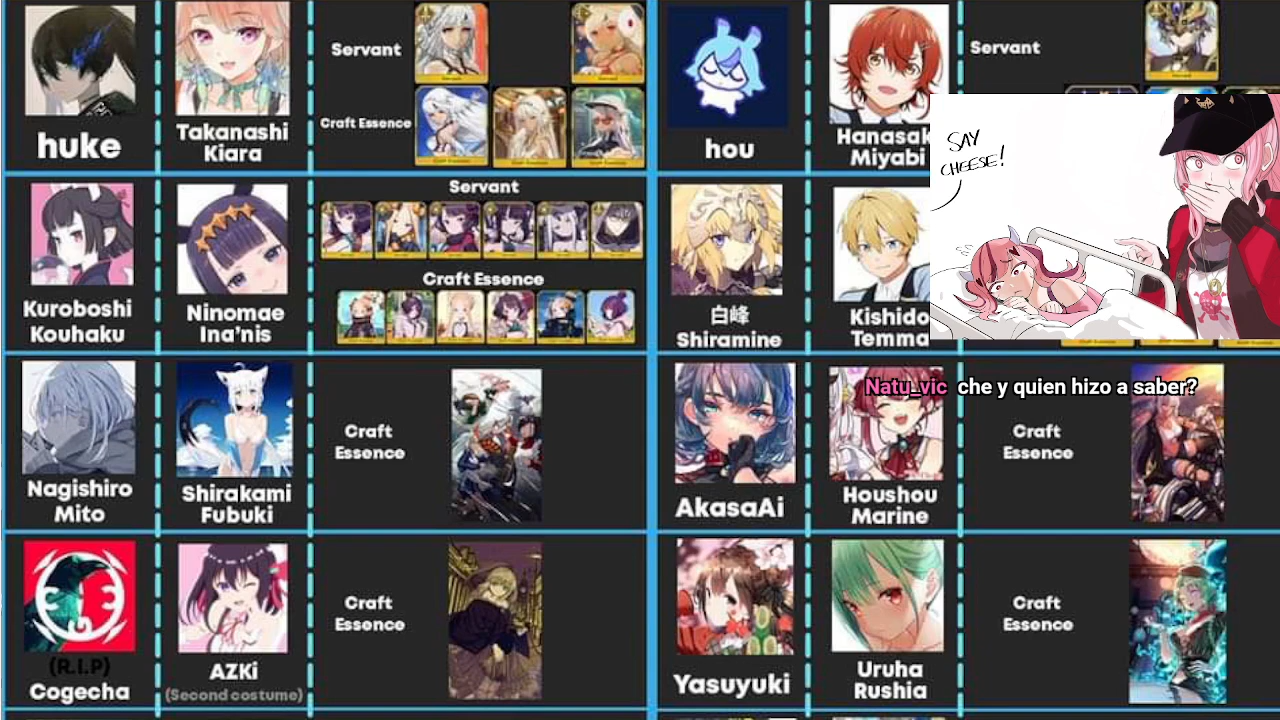 huke
Takanashi
Kiara
Servant
Craft Essence
hou
Hanasak
Miyabi
Servant
SAY
CHEESE!
Kuroboshi
Kouhaku
Ninomae
Ina'nis
Servant
Craft Essence
白峰
Shiramine
Kishido
Temma
Nagishiro
Mito
Shirakami
Fubuki
Craft
Essence
AkasaAi
Houshou
Marine
Natu_vic che y quien hizo a saber?
Craft
Essence
(R.I.P)
Cogecha
AZKi
(Second costume)
Craft
Essence
Yasuyuki
Uruha
Rushia
Craft
Essence